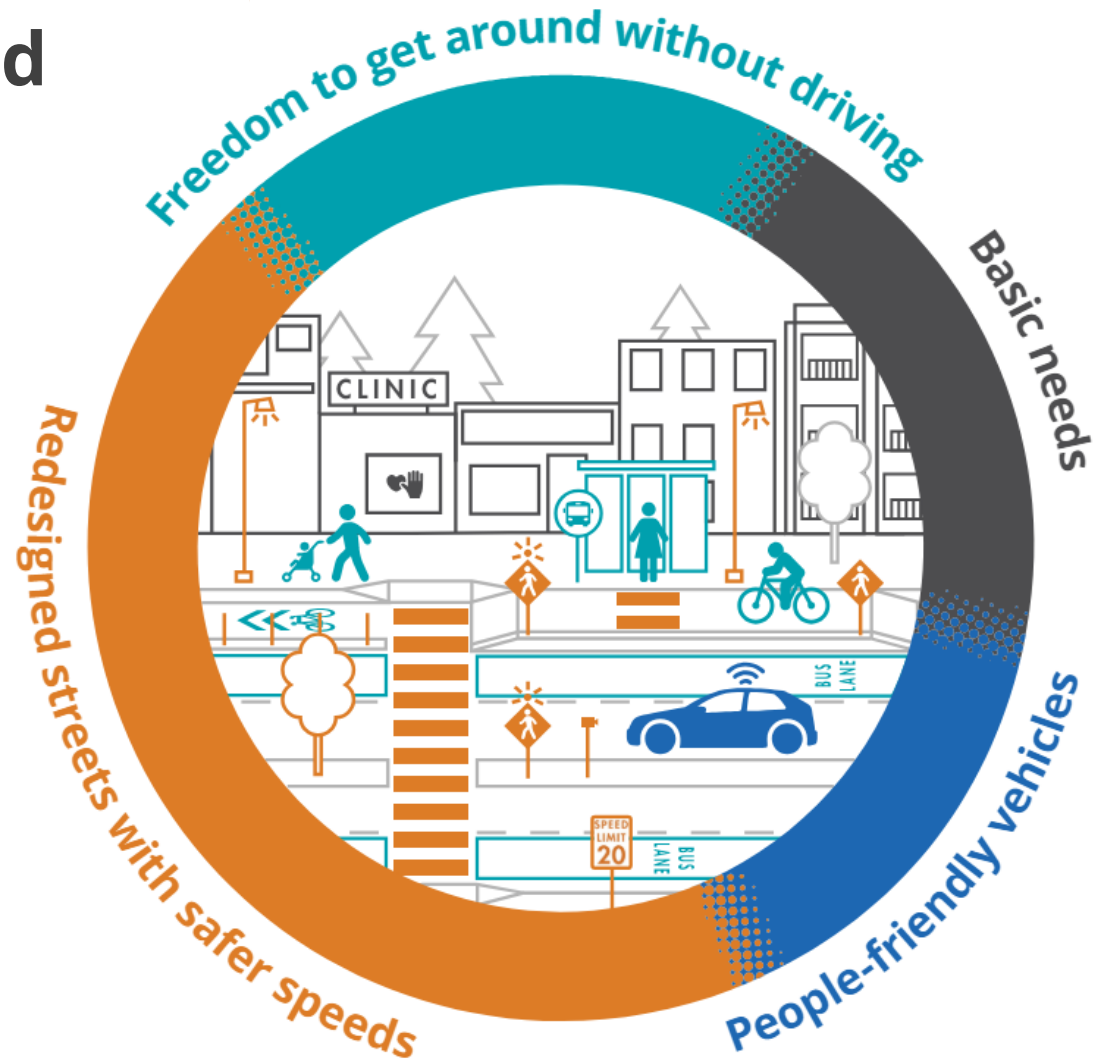 d
Freedom to get around without driving
Basic needs
CLINIC
BUS
LANE
SPEED
LIMIT
20
BUS
LANE
Redesigned streets with safer speeds
People-friendly vehicles